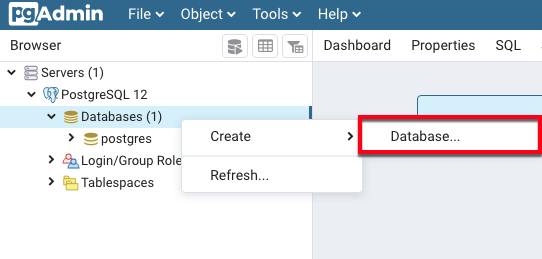 pgAdmin File Object Tools Help
Browser Dashboard Properties SQL
Servers (1)
PostgreSQL 12
Databases (1)
postgres Create Database...
Login/Group Role
Tablespaces Refresh...